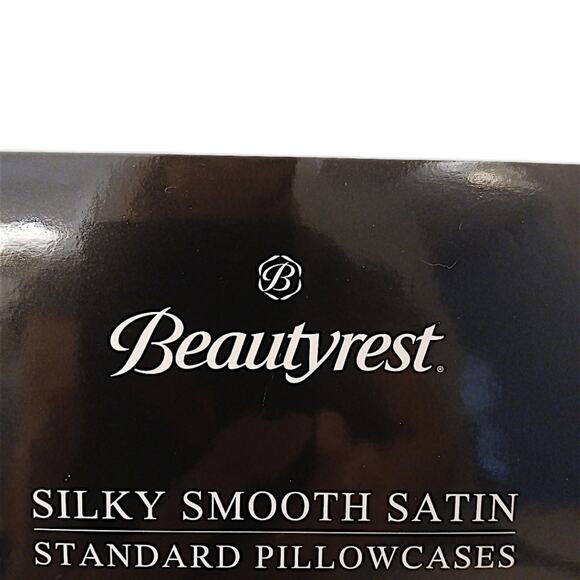 B
Beautyrest®
SILKY SMOOTH SATIN
STANDARD PILLOWCASES